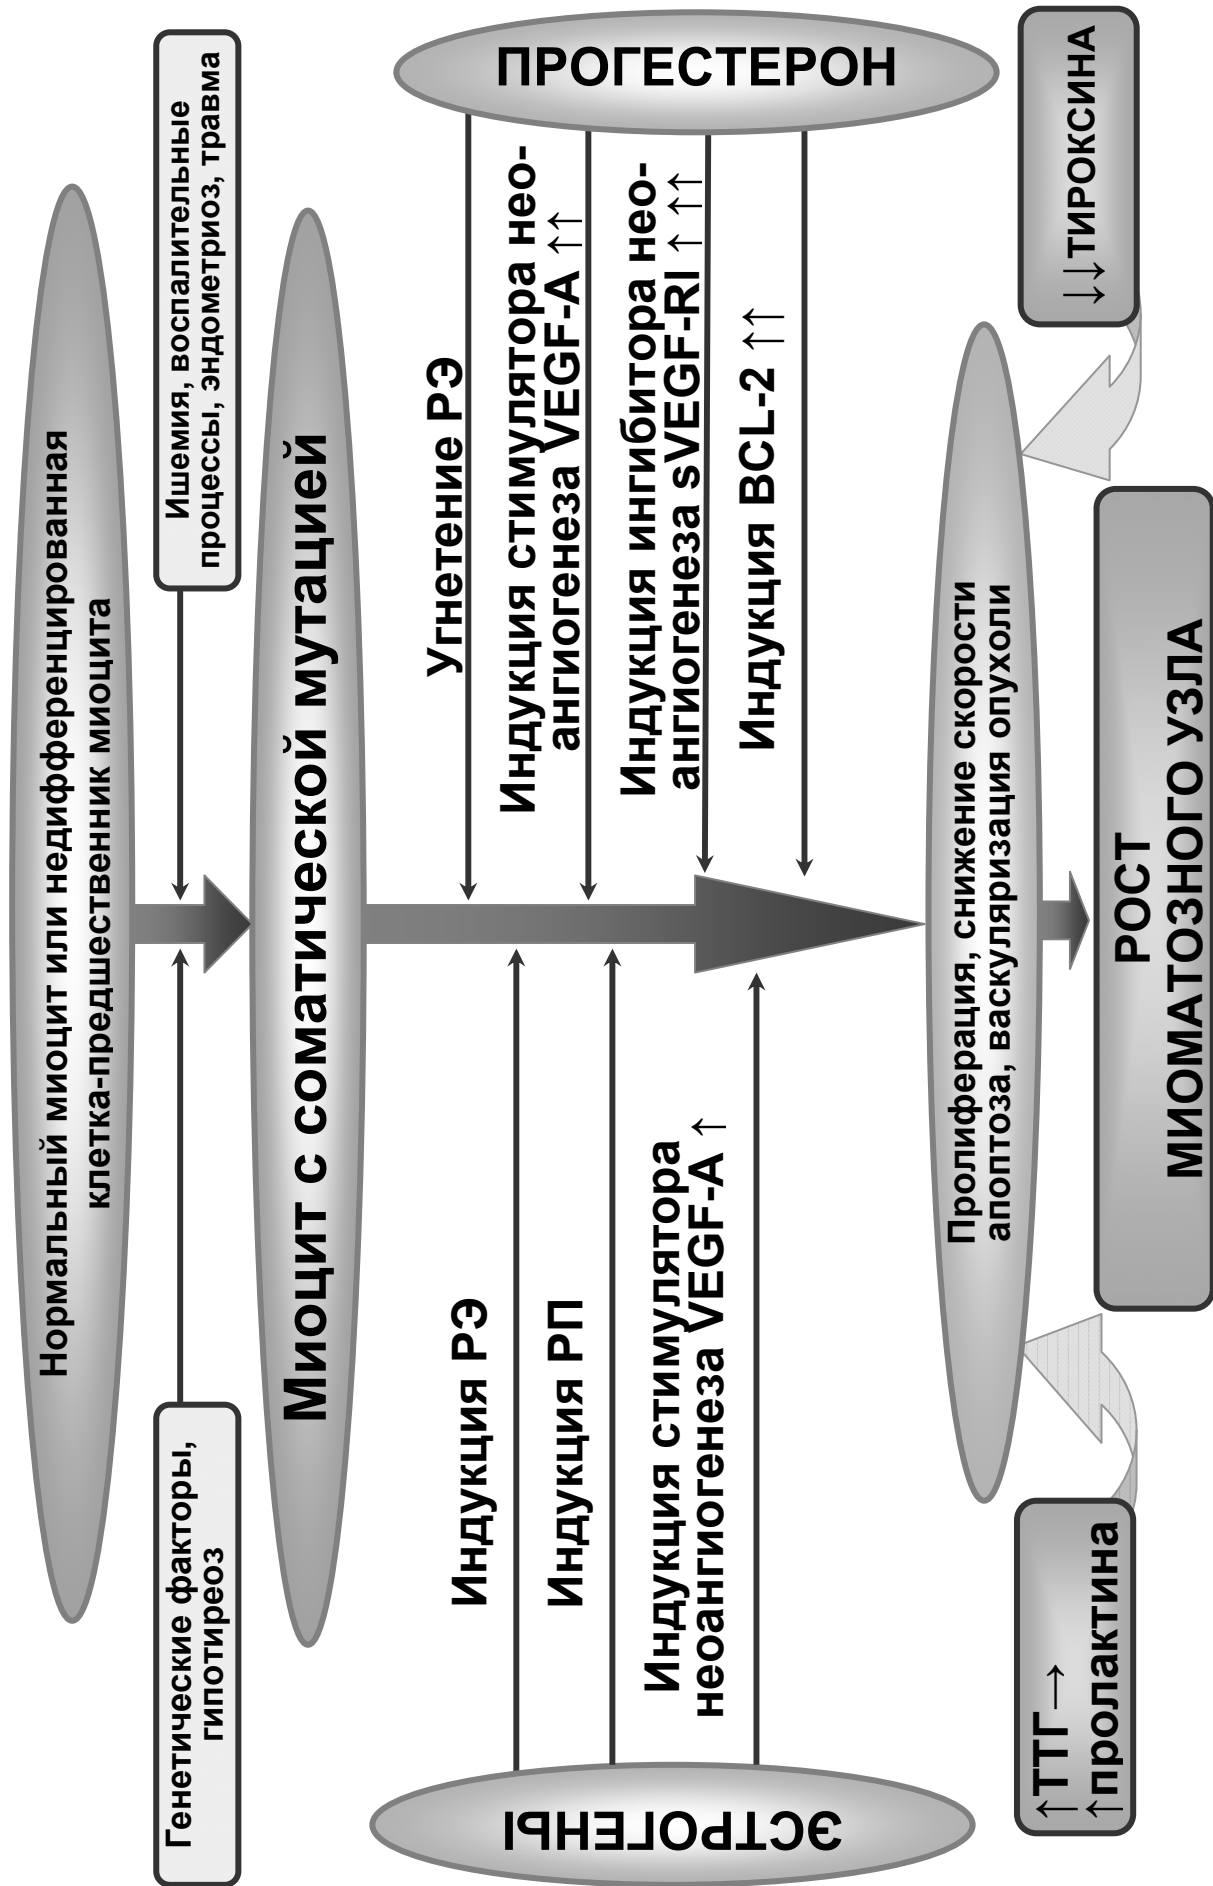 Нормальный миоцит или недифференцированная
клетка-предшественник миоцита
Генетические факторы,
гипотиреоз
Ишемия, воспалительные
процессы, эндометриоз, травма
Миоцит с соматической мутацией
ЭСТРОГЕНЫ
Индукция РЭ
Индукция РП
Индукция стимулятора
неоангиогенеза VEGF-A ↑
ПРОГЕСТЕРОН
Угнетение РЭ
Индукция стимулятора нео-
ангиогенеза VEGF-A ↑↑
Индукция ингибитора нео-
ангиогенеза sVEGF-RI ↑ ↑↑
Индукция BCL-2 ↑↑
Пролиферация, снижение скорости
апоптоза, васкуляризация опухоли
↑ТТГ→
↑пролактина
↓↓ТИРОКСИНА
РОСТ
МИОМАТОЗНОГО УЗЛА